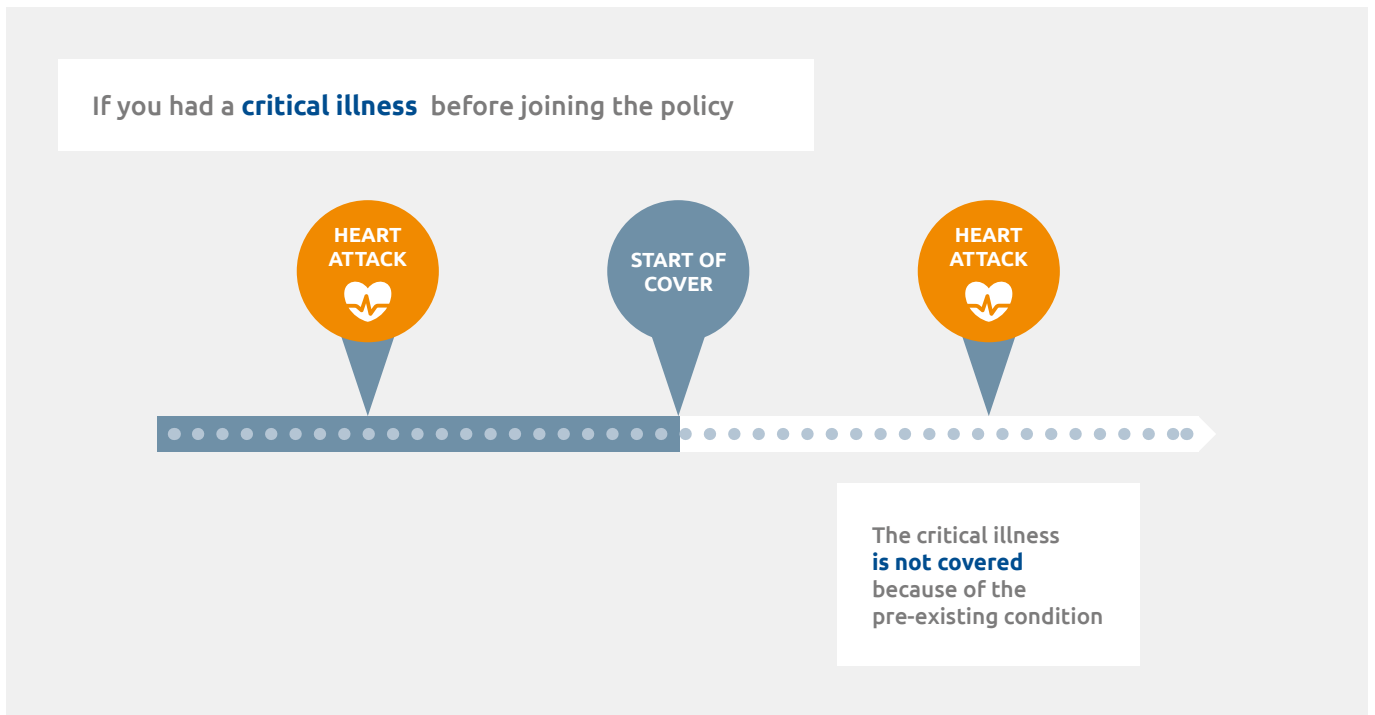 If you had a critical illness before joining the policy
HEART
ATTACK
START OF
COVER
HEART
ATTACK
The critical illness
is not covered
because of the
pre-existing condition